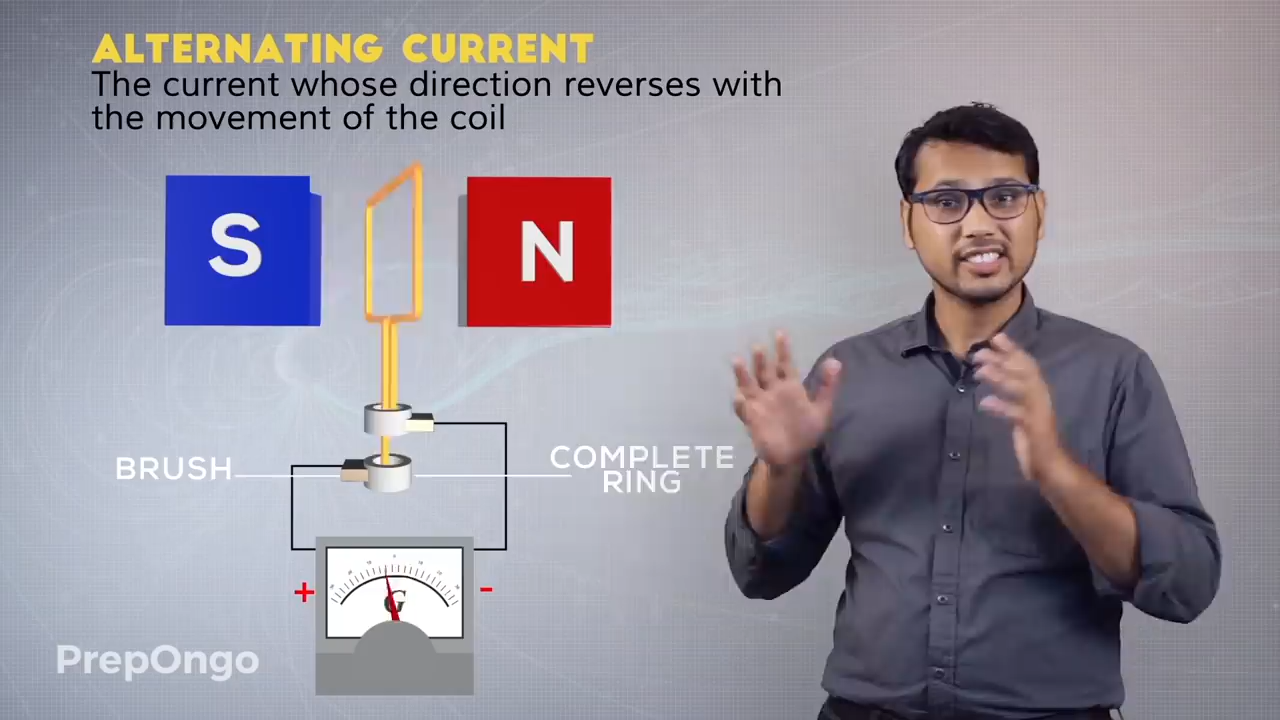 ALTERNATING CURRENT
The current whose direction reverses with
the movement of the coil
S
N
BRUSH
COMPLETE
RING
+
-
G
PrepOngo